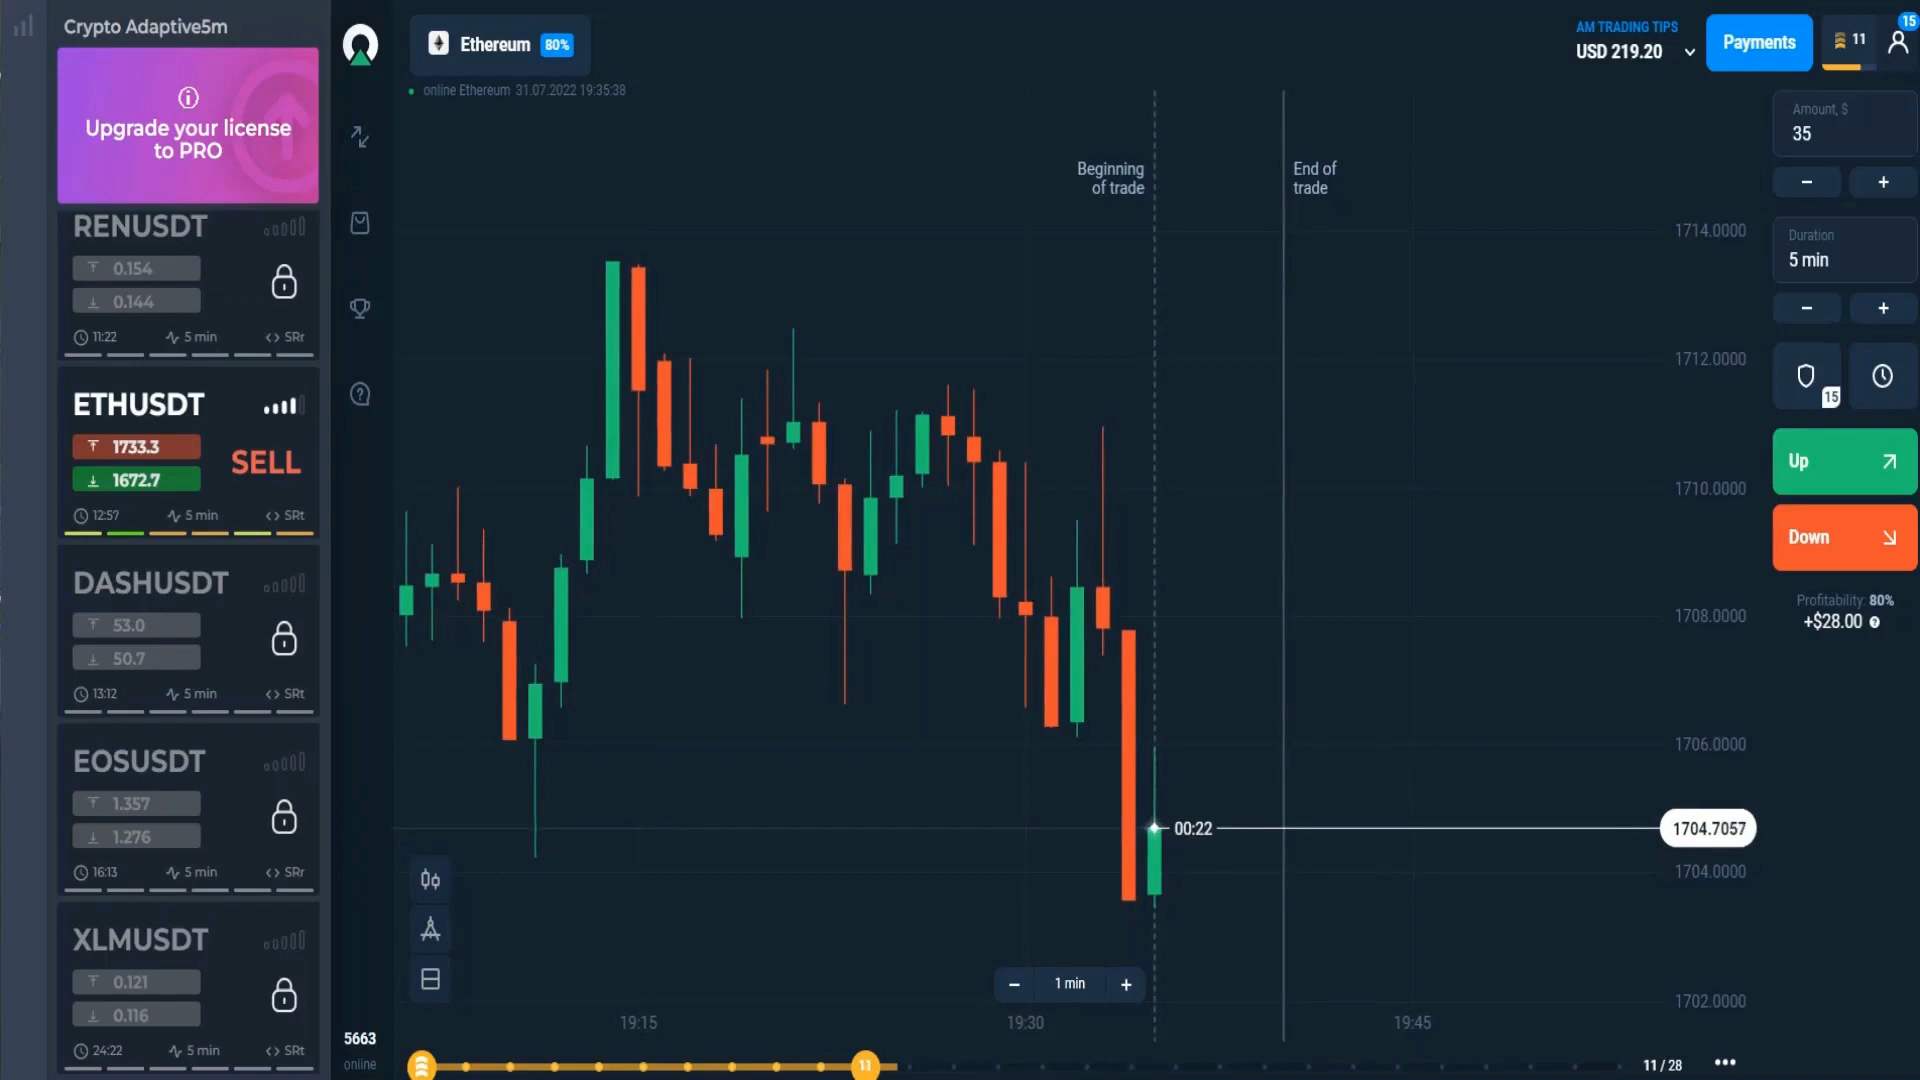 Crypto Adaptive5m
Upgrade your license
to PRO
RENUSDT
0.154
0.144
11:22 5 min <> SRr
ETHUSDT
1733.3
1672.7
SELL
12:57 5 min <> SRt
DASHUSDT
53.0
50.7
13:12 5 min <> SRt
EOSUSDT
1.357
1.276
16:13 5 min <> SRr
XLMUSDT
0.121
0.116
24:22 5 min <> SRt
5663
online
Ethereum 80%
online Ethereum 31.07.2022 19:35:38
Beginning
of trade
End of
trade
1714.0000
1712.0000
1710.0000
1708.0000
1706.0000
00:22
1704.7057
1704.0000
1702.0000
− 1 min +
19:15
19:30
19:45
11
11 / 28
AM TRADING TIPS
USD 219.20
Payments
11
15
Amount, $
35
− +
Duration
5 min
− +
15
Up
Down
Profitability: 80%
+$28.00